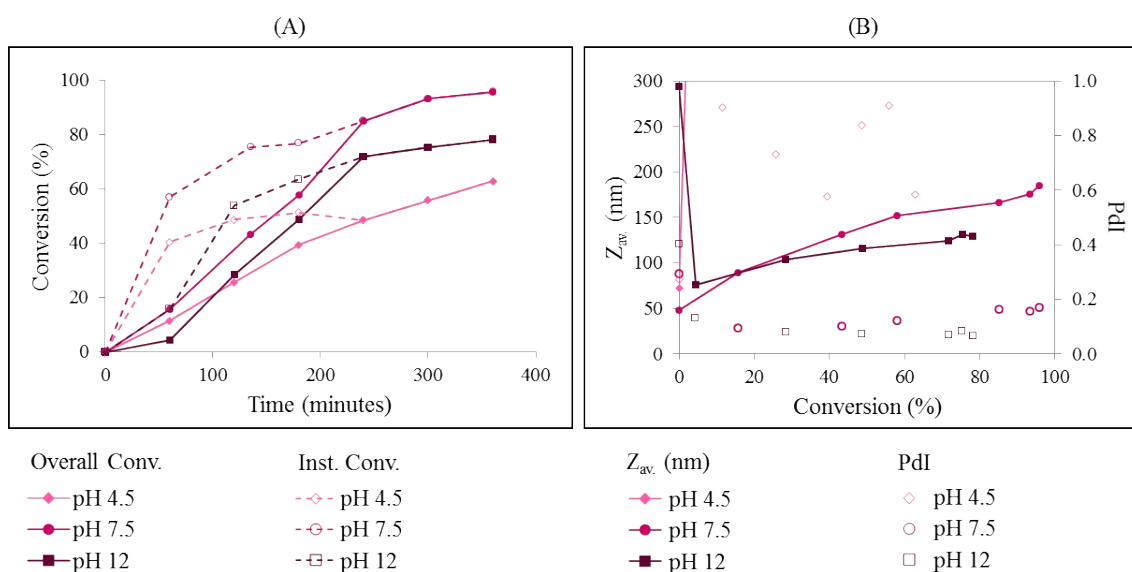 (A)
(B)
Conversion (%)
100
80
60
40
20
0
0 100 200 300 400
Time (minutes)
Z_av. (nm)
300
250
200
150
100
50
0
0 20 40 60 80 100
Conversion (%)
1.0
0.8
0.6
0.4
0.2
0.0
PdI
Overall Conv.
pH 4.5
pH 7.5
pH 12
Inst. Conv.
pH 4.5
pH 7.5
pH 12
Z_av. (nm)
pH 4.5
pH 7.5
pH 12
PdI
pH 4.5
pH 7.5
pH 12